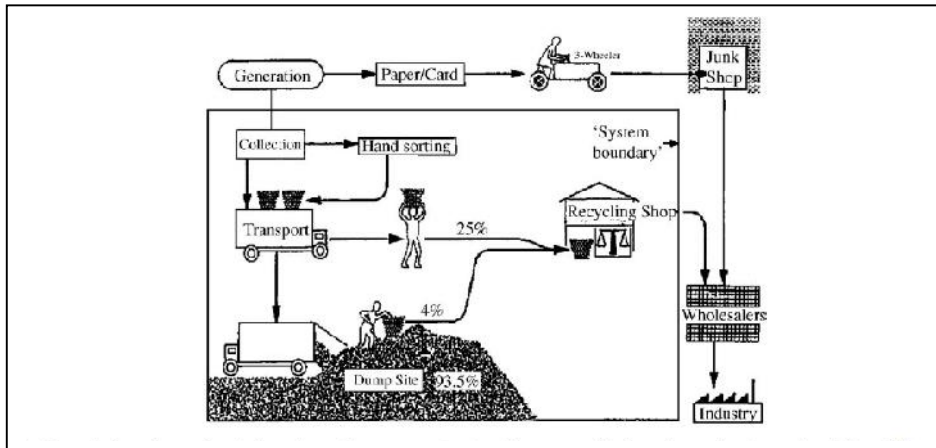 3-Wheeler
Generation
Paper/Card
Junk
Shop
Collection
Hand sorting
'System
boundary'
Transport
25%
Recycling Shop
4%
Wholesalers
Dump Site
93.5%
Industry